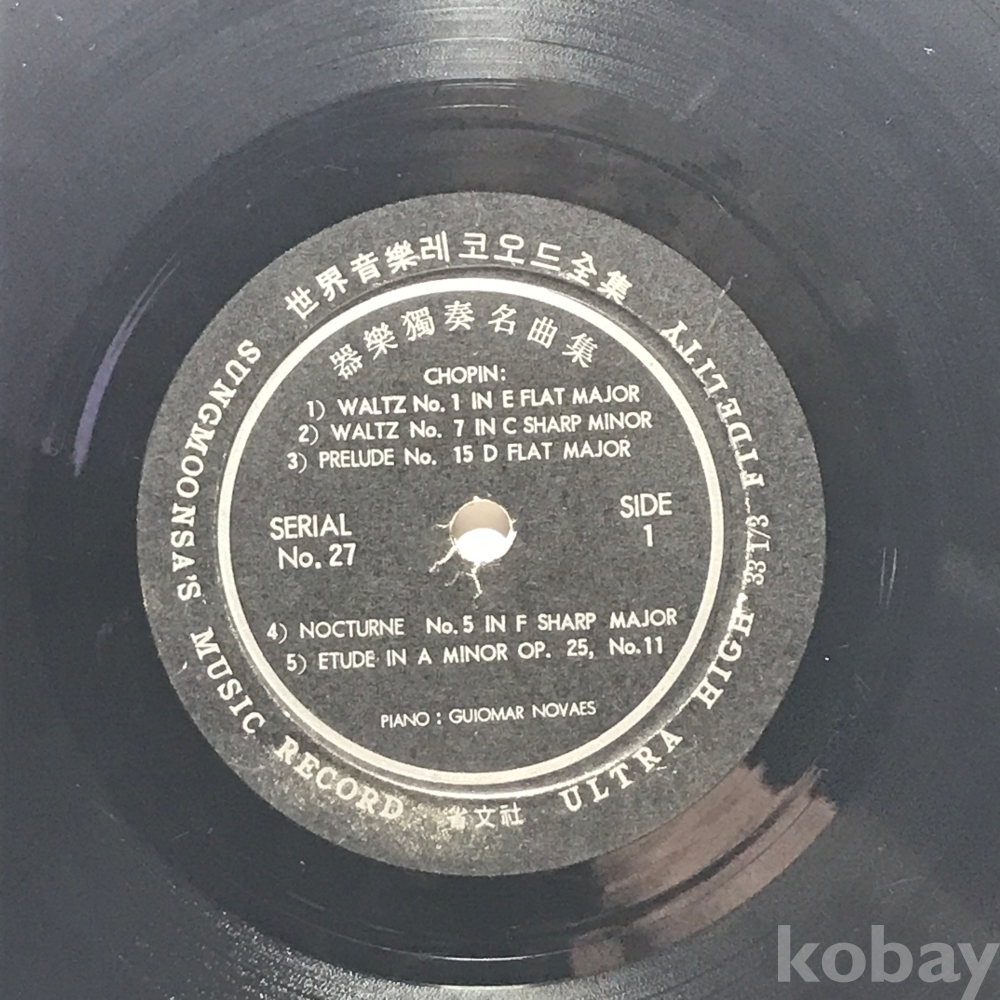 世界音樂레코오드全集
器樂獨奏名曲集
CHOPIN:
1) WALTZ No. 1 IN E FLAT MAJOR
2) WALTZ No. 7 IN C SHARP MINOR
3) PRELUDE No. 15 D FLAT MAJOR
SERIAL
No. 27
SIDE
1
4) NOCTURNE No. 5 IN F SHARP MAJOR
5) ETUDE IN A MINOR OP. 25, No. 11
PIANO : GUIOMAR NOVAES
SUNGMOONSA'S MUSIC RECORD
省文社
ULTRA HIGH FIDELITY 33 1/3
kobay